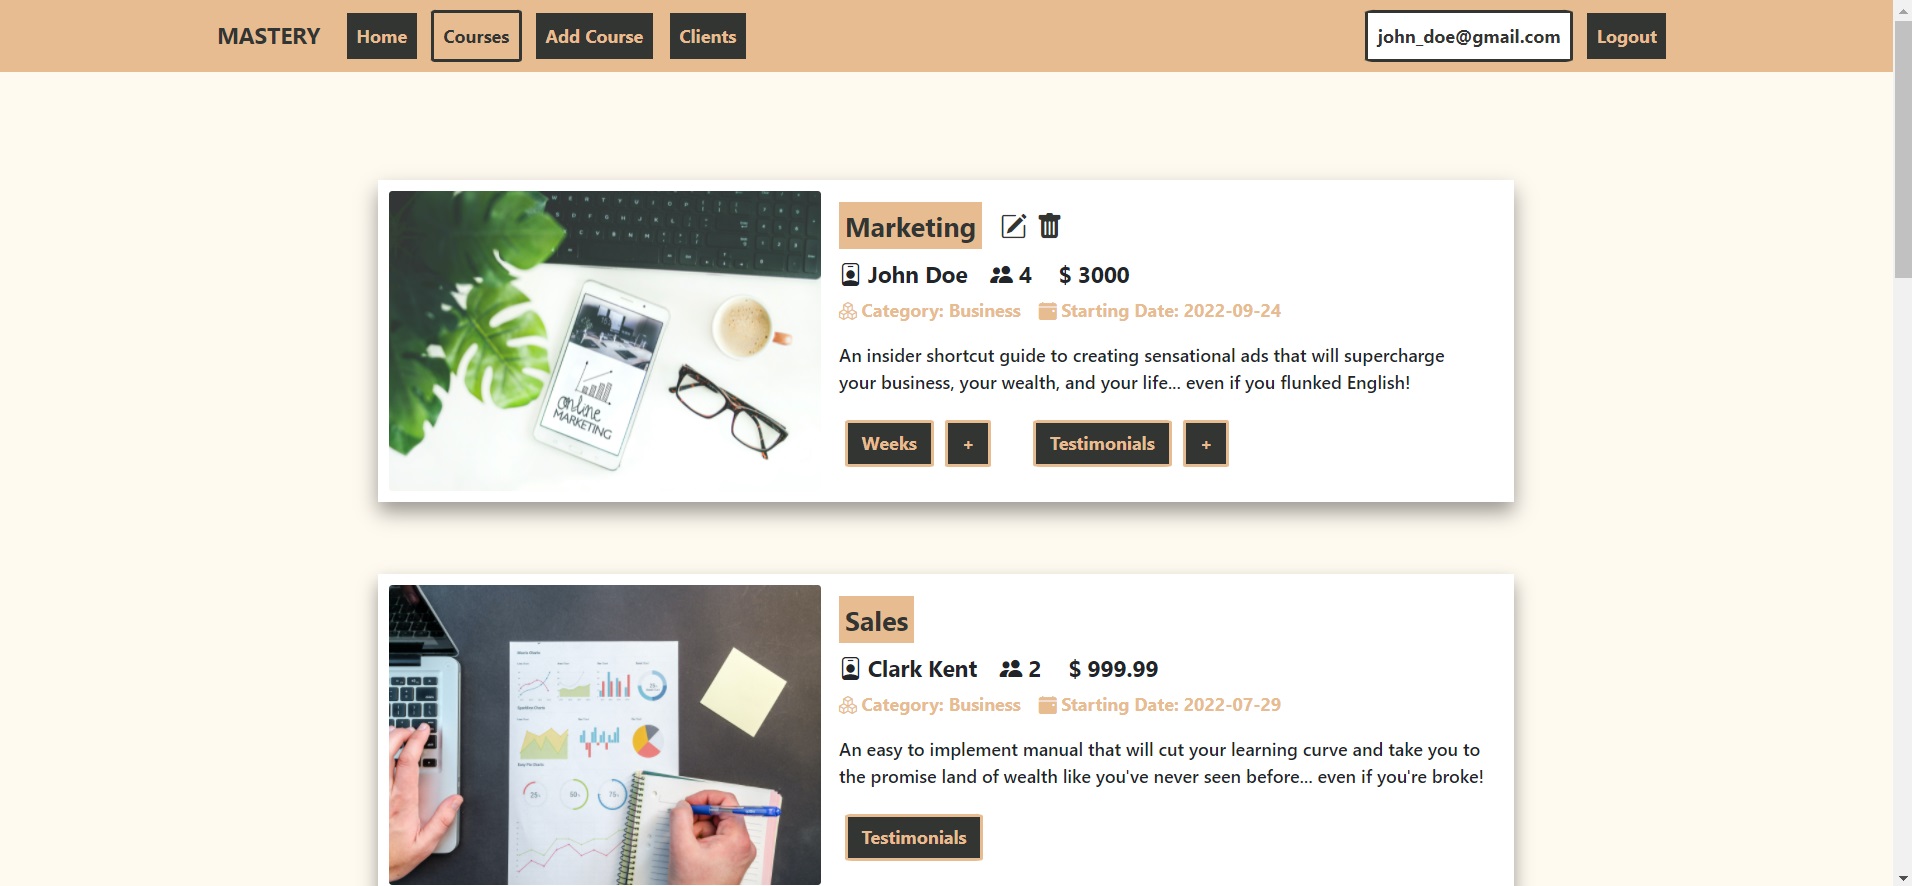 MASTERY Home Courses Add Course Clients john_doe@gmail.com Logout
Marketing
John Doe 4 $ 3000
Category: Business Starting Date: 2022-09-24
An insider shortcut guide to creating sensational ads that will supercharge
your business, your wealth, and your life... even if you flunked English!
Weeks + Testimonials +
online
MARKETING
Sales
Clark Kent 2 $ 999.99
Category: Business Starting Date: 2022-07-29
An easy to implement manual that will cut your learning curve and take you to
the promise land of wealth like you've never seen before... even if you're broke!
Testimonials
25%
50%
75%